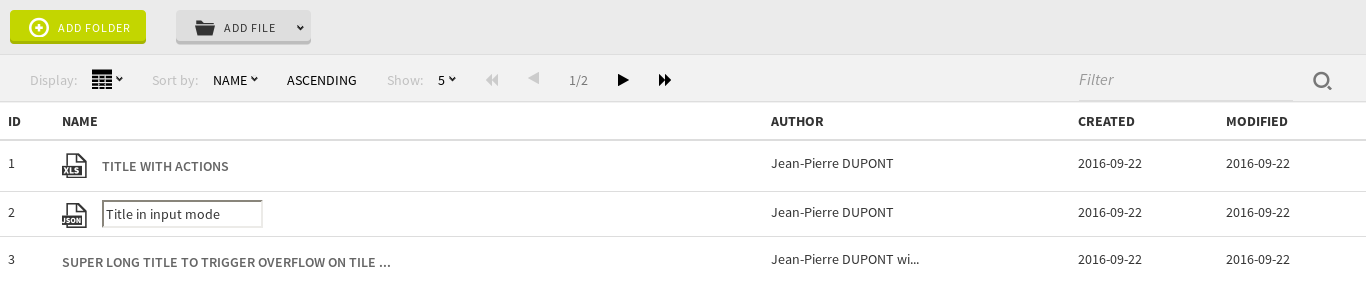 ADD FOLDER ADD FILE
Display: Sort by: NAME ASCENDING Show: 5 1/2 Filter
ID NAME AUTHOR CREATED MODIFIED
1 XLS TITLE WITH ACTIONS Jean-Pierre DUPONT 2016-09-22 2016-09-22
2 JSON Title in input mode Jean-Pierre DUPONT 2016-09-22 2016-09-22
3 SUPER LONG TITLE TO TRIGGER OVERFLOW ON TILE ... Jean-Pierre DUPONT wi... 2016-09-22 2016-09-22